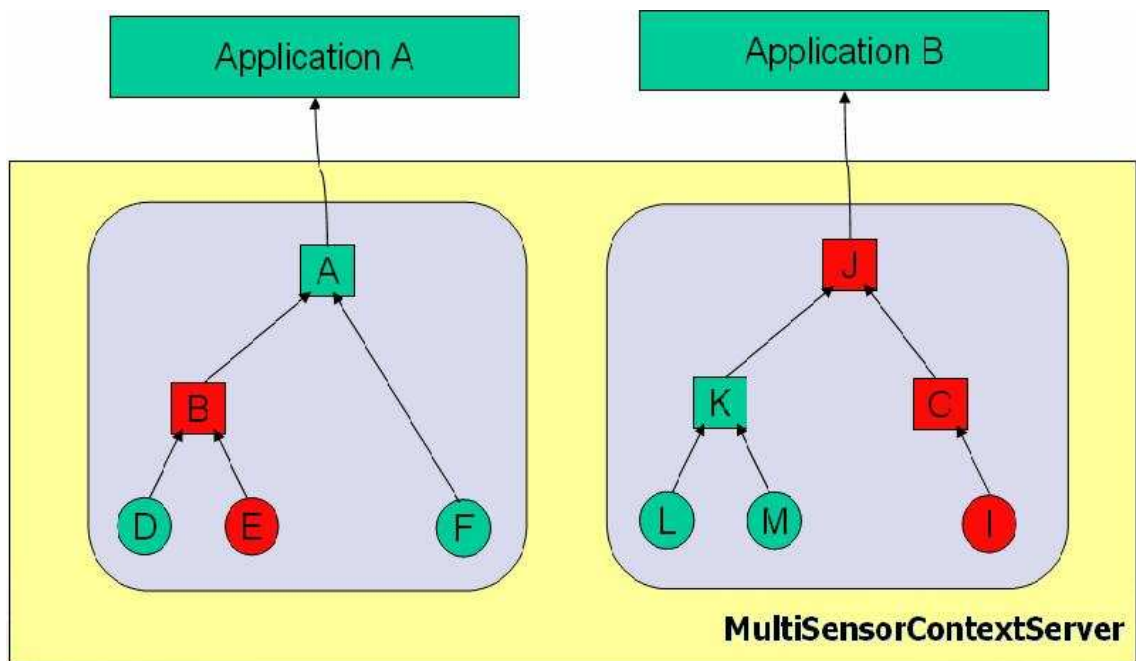 Application A
Application B
A
J
B
K
C
D
E
F
L
M
I
MultiSensorContextServer